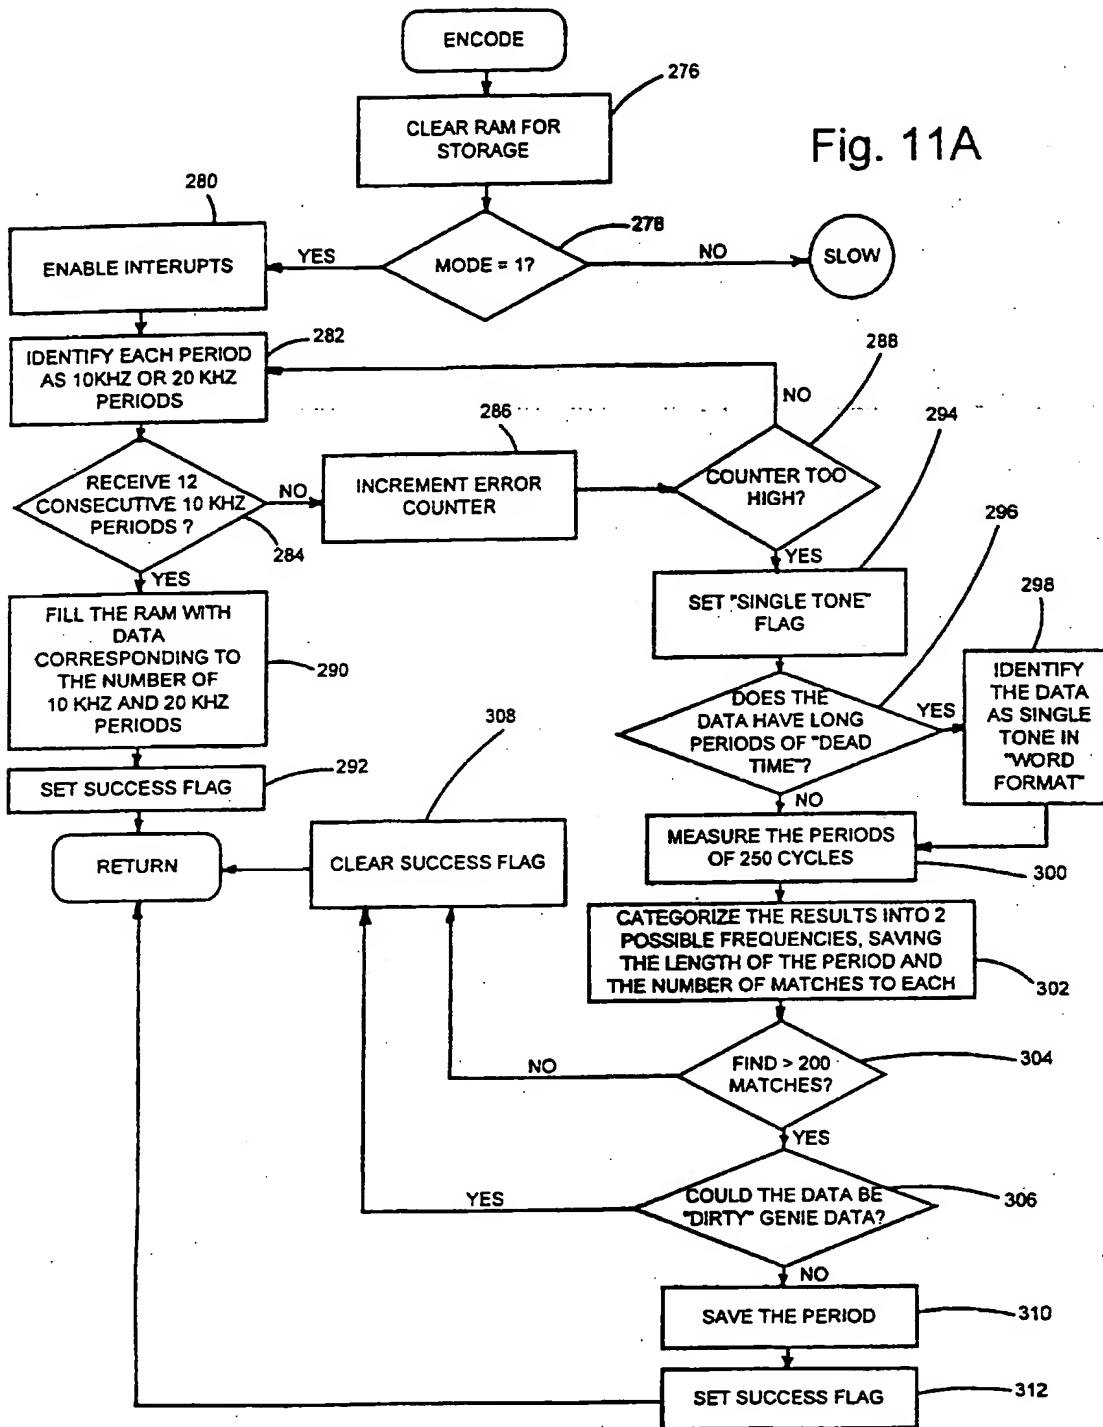 ENCODE
276
CLEAR RAM FOR
STORAGE
Fig. 11A
280
278
ENABLE INTERUPTS
YES
MODE = 1?
NO
SLOW
282
IDENTIFY EACH PERIOD
AS 10KHZ OR 20 KHZ
PERIODS
288
NO
286
294
RECEIVE 12
CONSECUTIVE 10 KHZ
PERIODS ?
284
NO
INCREMENT ERROR
COUNTER
COUNTER TOO
HIGH?
296
YES
YES
FILL THE RAM WITH
DATA
CORRESPONDING TO
THE NUMBER OF
10 KHZ AND 20 KHZ
PERIODS
290
SET "SINGLE TONE"
FLAG
298
IDENTIFY
THE DATA
AS SINGLE
TONE IN
"WORD
FORMAT"
DOES THE
DATA HAVE LONG
PERIODS OF "DEAD
TIME"?
YES
308
SET SUCCESS FLAG
292
NO
RETURN
CLEAR SUCCESS FLAG
MEASURE THE PERIODS
OF 250 CYCLES
300
CATEGORIZE THE RESULTS INTO 2
POSSIBLE FREQUENCIES, SAVING
THE LENGTH OF THE PERIOD AND
THE NUMBER OF MATCHES TO EACH
302
NO
FIND > 200
MATCHES?
304
YES
YES
COULD THE DATA BE
"DIRTY" GENIE DATA?
306
NO
SAVE THE PERIOD
310
SET SUCCESS FLAG
312